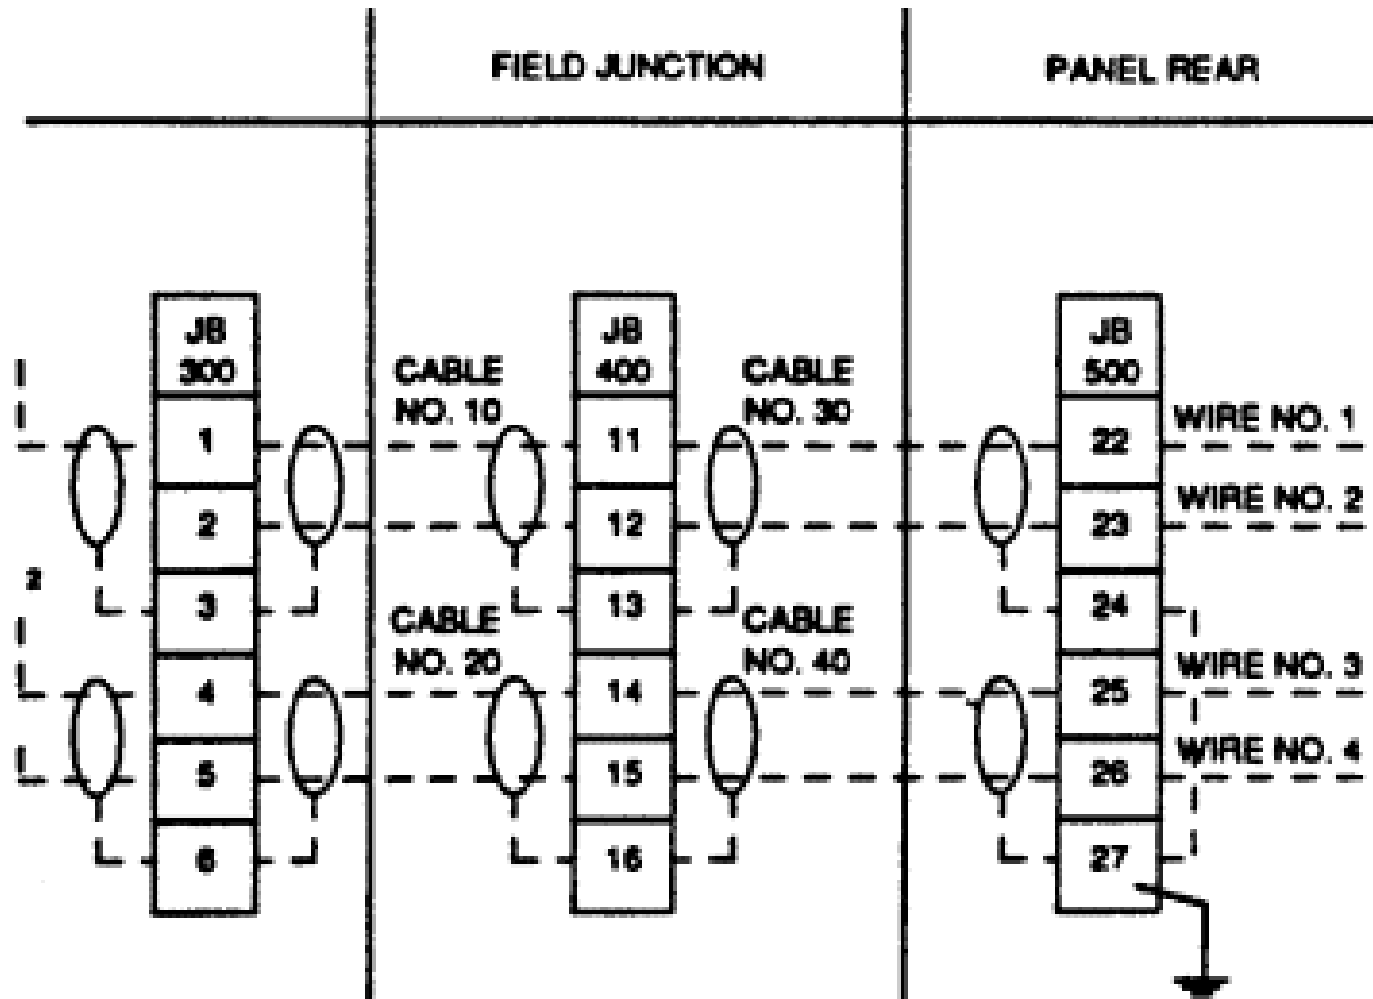 FIELD JUNCTION
PANEL REAR
JB
300
1
2
3
4
5
6
2
CABLE
NO. 10
CABLE
NO. 20
JB
400
11
12
13
14
15
16
CABLE
NO. 30
CABLE
NO. 40
JB
500
22
23
24
25
26
27
WIRE NO. 1
WIRE NO. 2
WIRE NO. 3
WIRE NO. 4